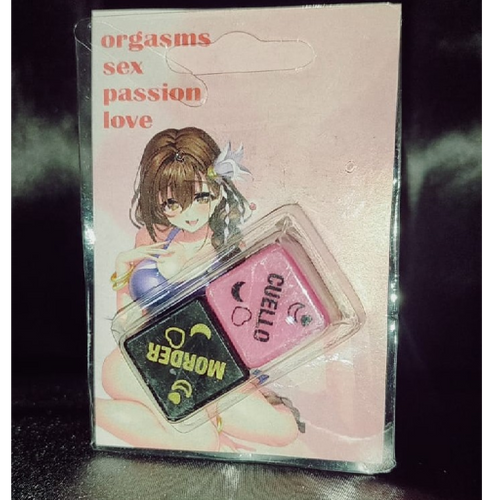 orgasms
sex
passion
love
CUELLO
MORDER